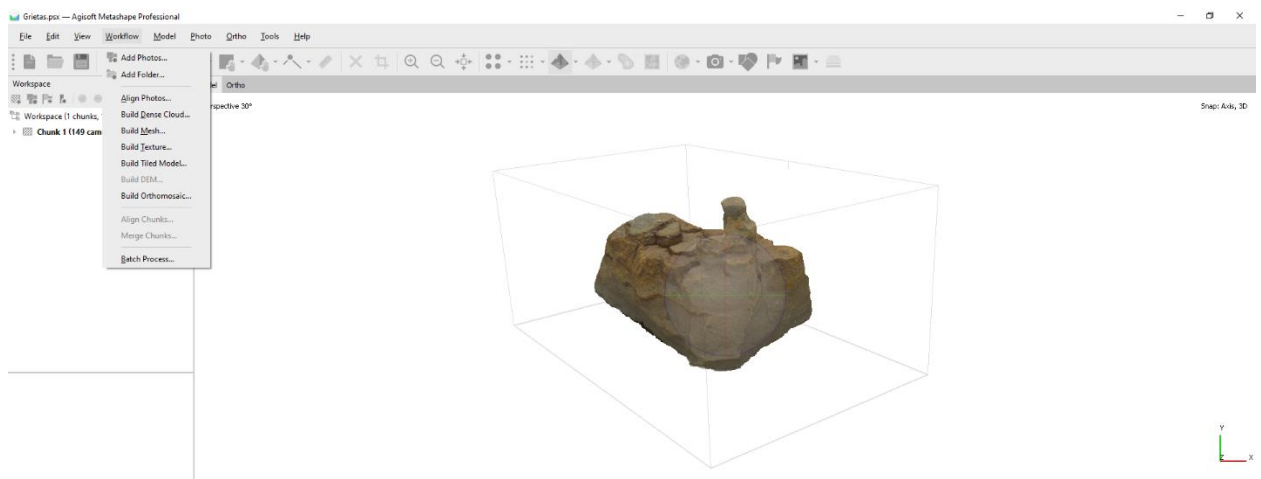 Grietas.psx — Agisoft Metashape Professional
File Edit View Workflow Model Photo Ortho Tools Help
Add Photos...
Add Folder...
Workspace
Ortho
Align Photos...
Snap: Axis, 3D
Workspace (1 chunks,
Build Dense Cloud...
Chunk 1 (149 cam
Build Mesh...
Build Texture...
Build Tiled Model...
Build DEM...
Build Orthomosaic...
Align Chunks...
Merge Chunks...
Batch Process...
Y
Z X